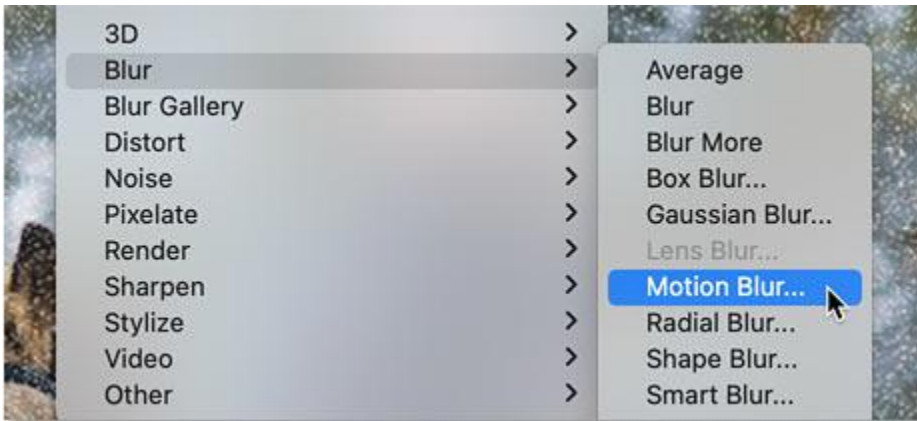 3D
Blur
Blur Gallery
Distort
Noise
Pixelate
Render
Sharpen
Stylize
Video
Other
Average
Blur
Blur More
Box Blur...
Gaussian Blur...
Lens Blur...
Motion Blur...
Radial Blur...
Shape Blur...
Smart Blur...